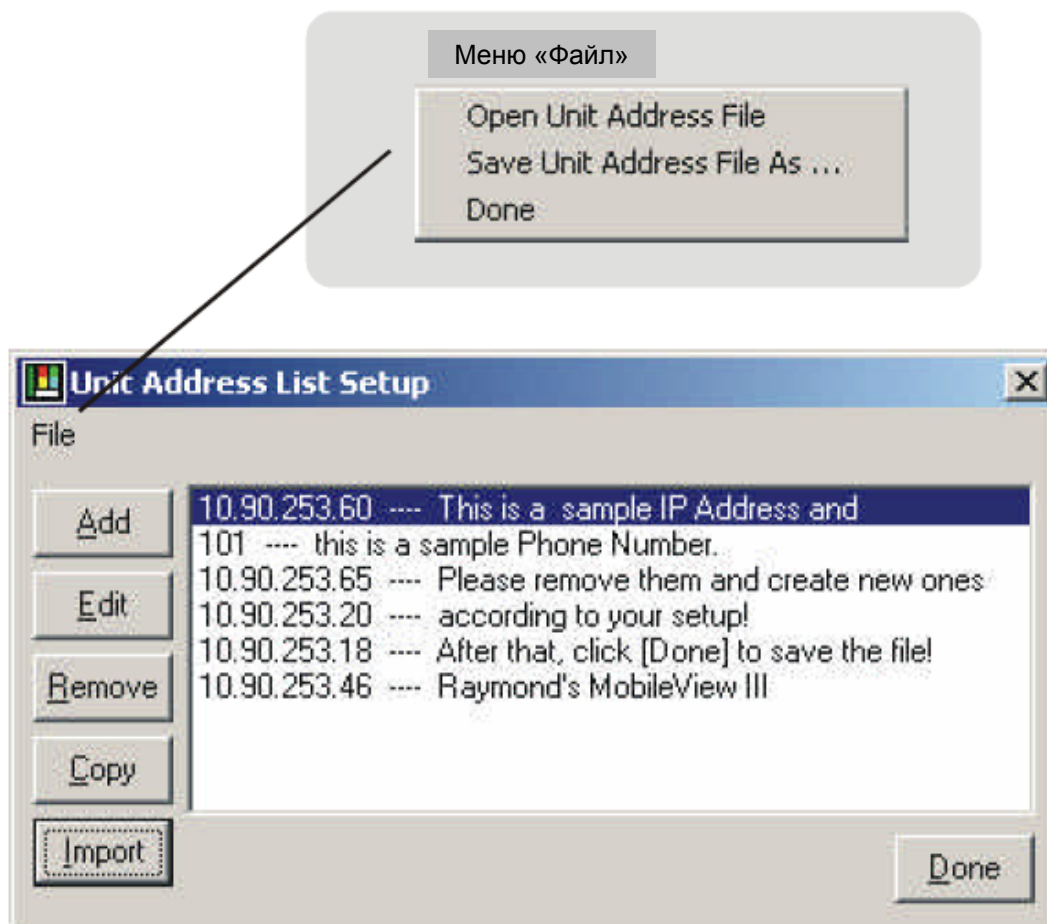 Меню «Файл»
Open Unit Address File
Save Unit Address File As ...
Done
Unit Address List Setup
File
Add
Edit
Remove
Copy
Import
10.90.253.60 ---- This is a sample IP Address and
101 ---- this is a sample Phone Number.
10.90.253.65 ---- Please remove them and create new ones
10.90.253.20 ---- according to your setup!
10.90.253.18 ---- After that, click [Done] to save the file!
10.90.253.46 ---- Raymond's MobileView III
Done